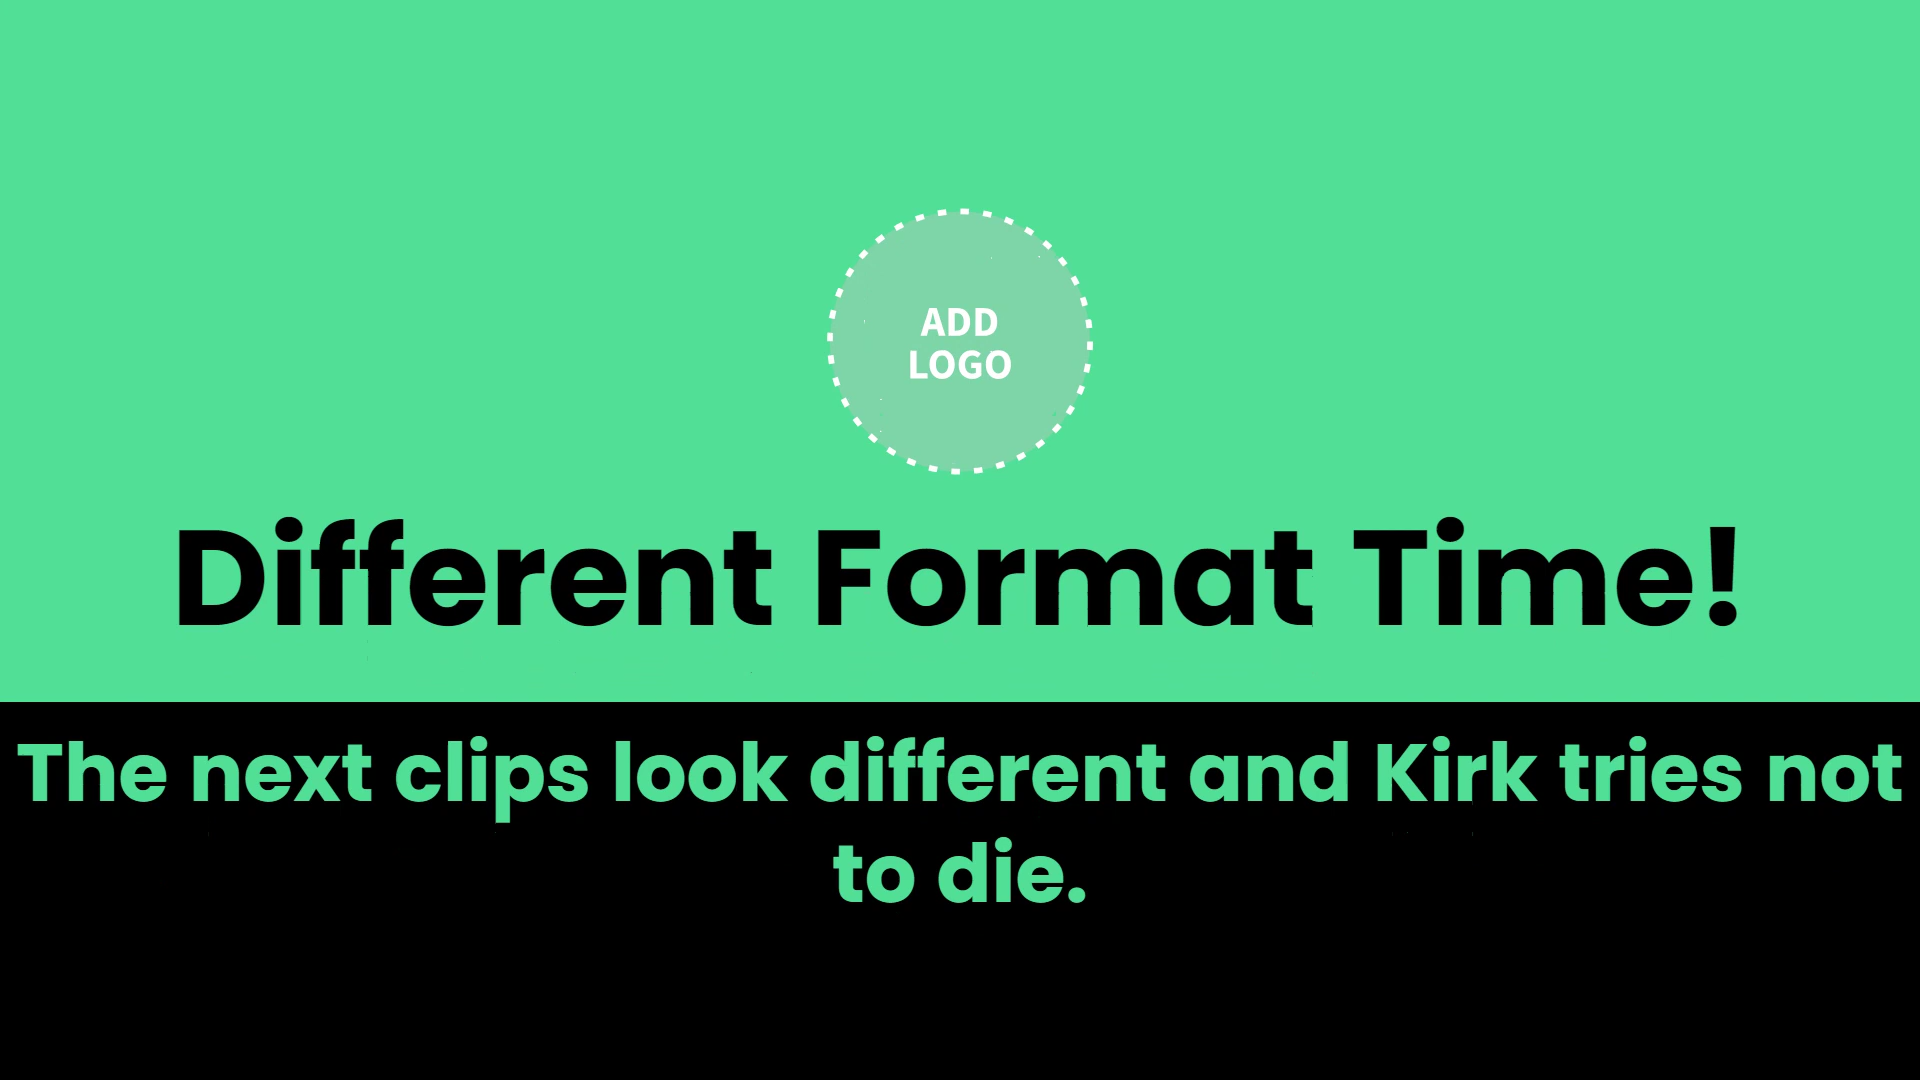 ADD
LOGO
Different Format Time!
The next clips look different and Kirk tries not
to die.